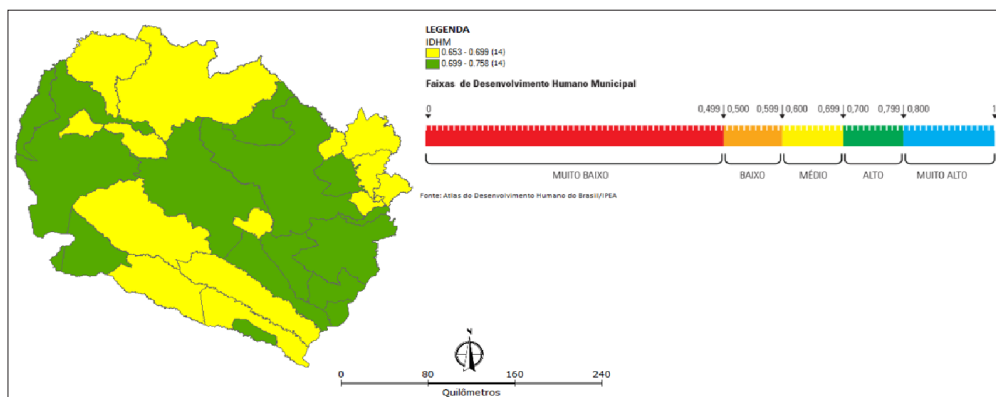 LEGENDA
IDHM
0.653 - 0.699 (14)
0.699 - 0.758 (14)
Faixas de Desenvolvimento Humano Municipal
0 0,499 0,500 0,599 0,600 0,699 0,700 0,799 0,800 1
MUITO BAIXO BAIXO MÉDIO ALTO MUITO ALTO
Fonte: Atlas de Desenvolvimento Humano do Brasil/IPEA
N
0 80 160 240
Quilômetros